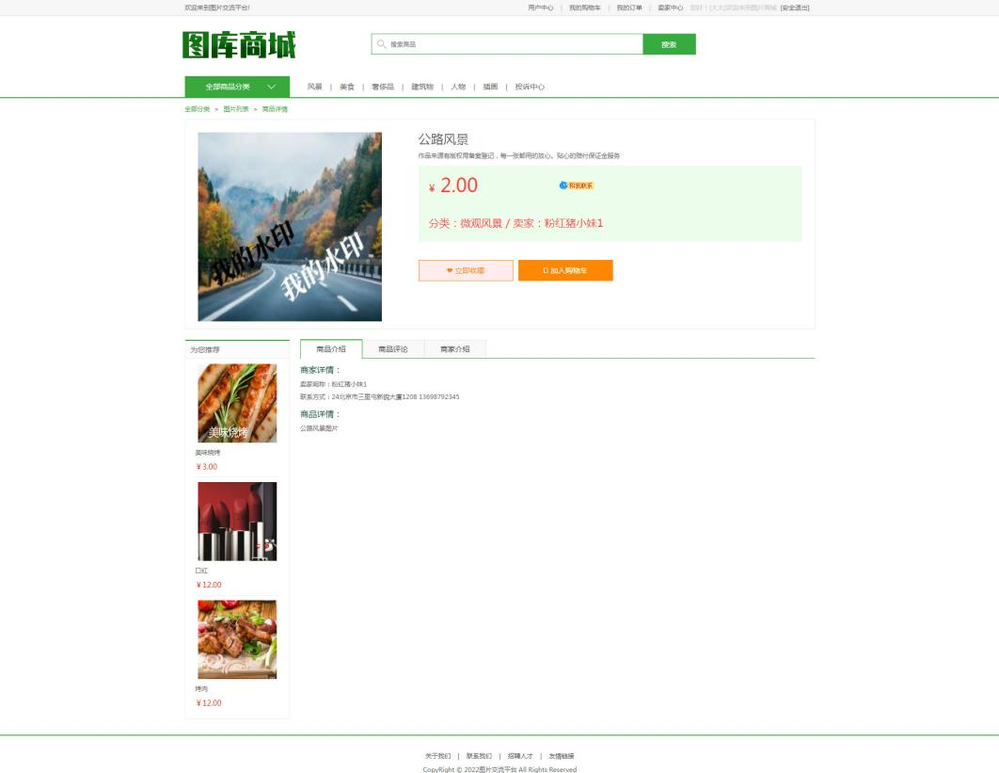 欢迎来到图片交流平台!
用户中心 | 我的购物车 | 我的订单 | 卖家中心 您好！[大大]欢迎来到图片商城 [安全退出]
图库商城
搜索商品 搜索
全部商品分类 风景 | 美食 | 奢侈品 | 建筑物 | 人物 | 插画 | 投诉中心
全部分类 > 图片列表 > 商品详情
我的水印
我的水印
公路风景
作品来源有版权局备案登记，每一张都用的放心。贴心的赔付保证金服务
¥ 2.00 和我联系
分类：微观风景 / 卖家：粉红猪小妹1
立即收藏 加入购物车
为您推荐
美味烧烤
美味烧烤
¥ 3.00
口红
¥ 12.00
烤肉
¥ 12.00
商品介绍 商品评论 商家介绍
商家详情：
卖家昵称：粉红猪小妹1
联系方式：24北京市三里屯新锐大厦1208 13698792345
商品详情：
公路风景图片
关于我们 | 联系我们 | 招聘人才 | 友情链接
CopyRight © 2022图片交流平台 All Rights Reserved